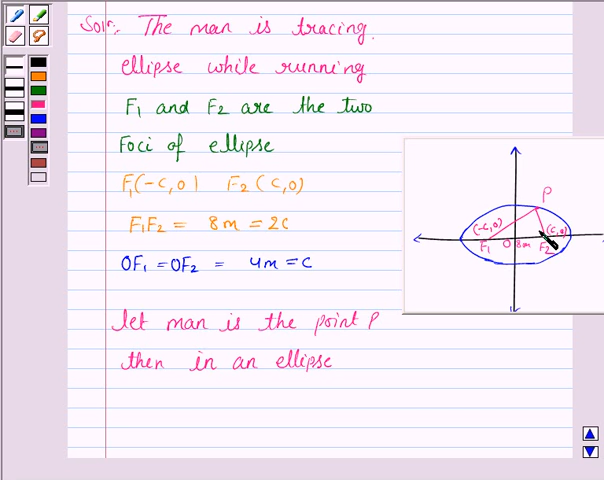 Soln: The man is tracing
ellipse while running
F1 and F2 are the two
Foci of ellipse
F1(-c,0) F2(c,0)
F1F2 = 8m = 2c
OF1 = OF2 = 4m = c
let man is the point P
then in an ellipse
P
(-c,0) (c,0)
F1 O 8m F2